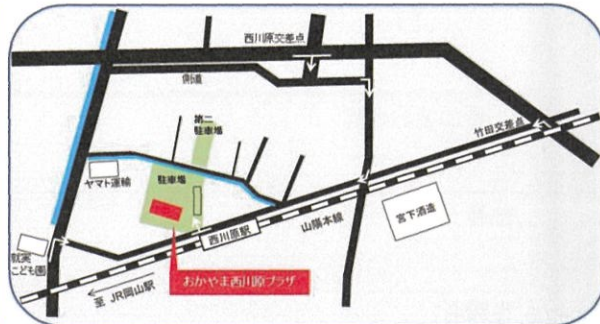 西川原交差点
側道
第二
駐車場
竹田交差点
駐車場
ヤマト運輸
山陽本線
宮下酒造
西川原駅
就実
こども園
おかやま西川原プラザ
至 JR岡山駅